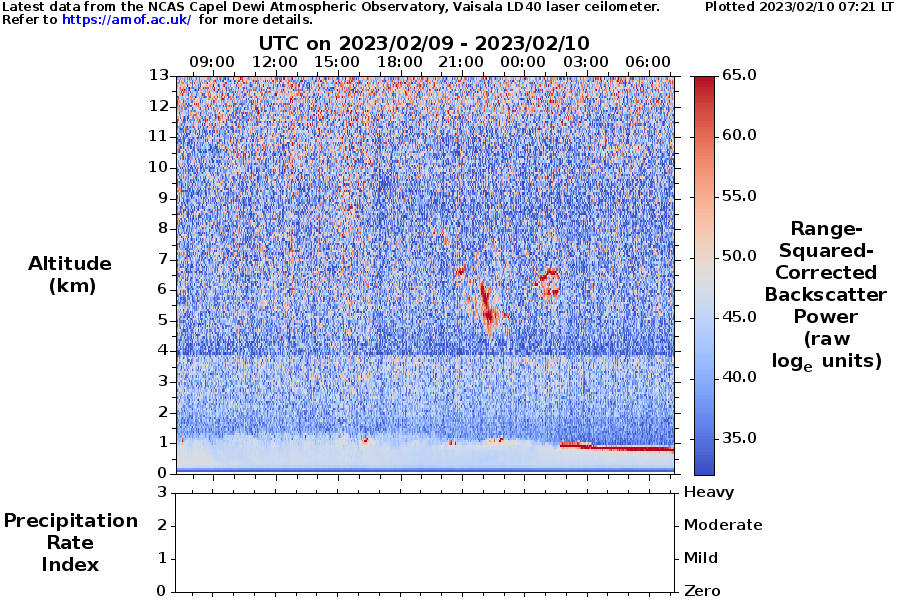 Latest data from the NCAS Capel Dewi Atmospheric Observatory, Vaisala LD40 laser ceilometer.
Plotted 2023/02/10 07:21 LT
Refer to https://amof.ac.uk/ for more details.
UTC on 2023/02/09 - 2023/02/10
09:00 12:00 15:00 18:00 21:00 00:00 03:00 06:00
13
12
11
10
9
8
7
6
5
4
3
2
1
0
Altitude
(km)
65.0
60.0
55.0
50.0
45.0
40.0
35.0
Range-
Squared-
Corrected
Backscatter
Power
(raw
loge units)
3
2
1
0
Precipitation
Rate
Index
Heavy
Moderate
Mild
Zero